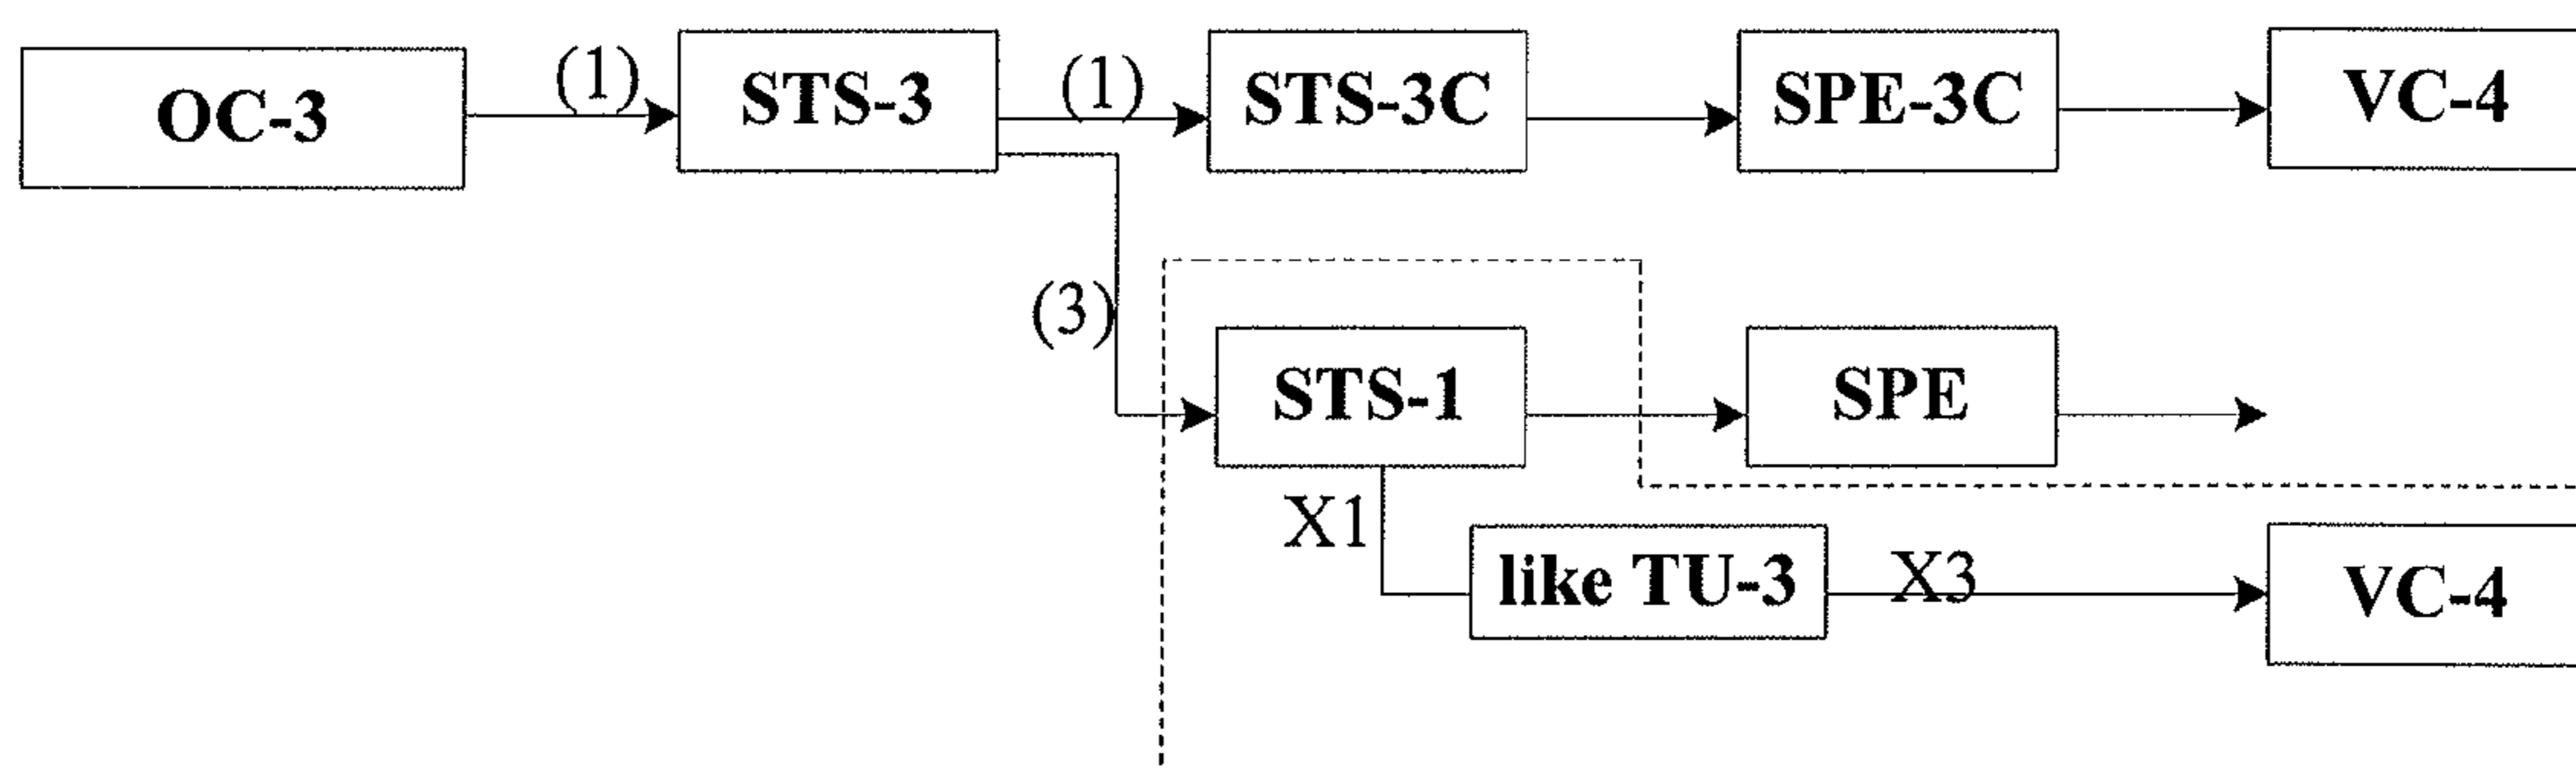 OC-3 (1) STS-3 (1) STS-3C SPE-3C VC-4
(3)
STS-1 SPE
X1
like TU-3 X3 VC-4